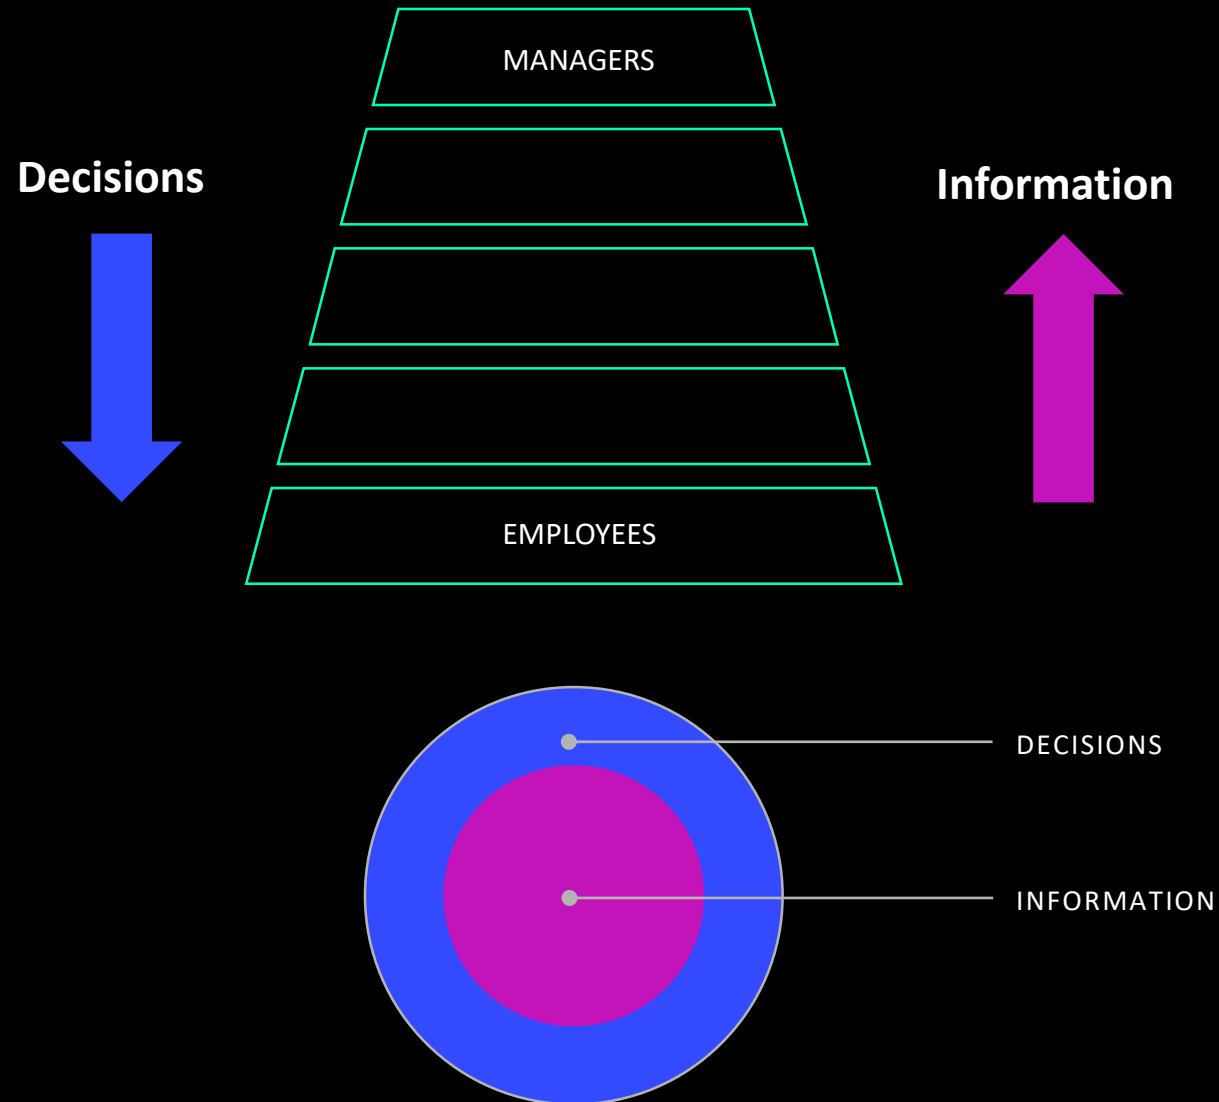 MANAGERS
Decisions
Information
EMPLOYEES
DECISIONS
INFORMATION